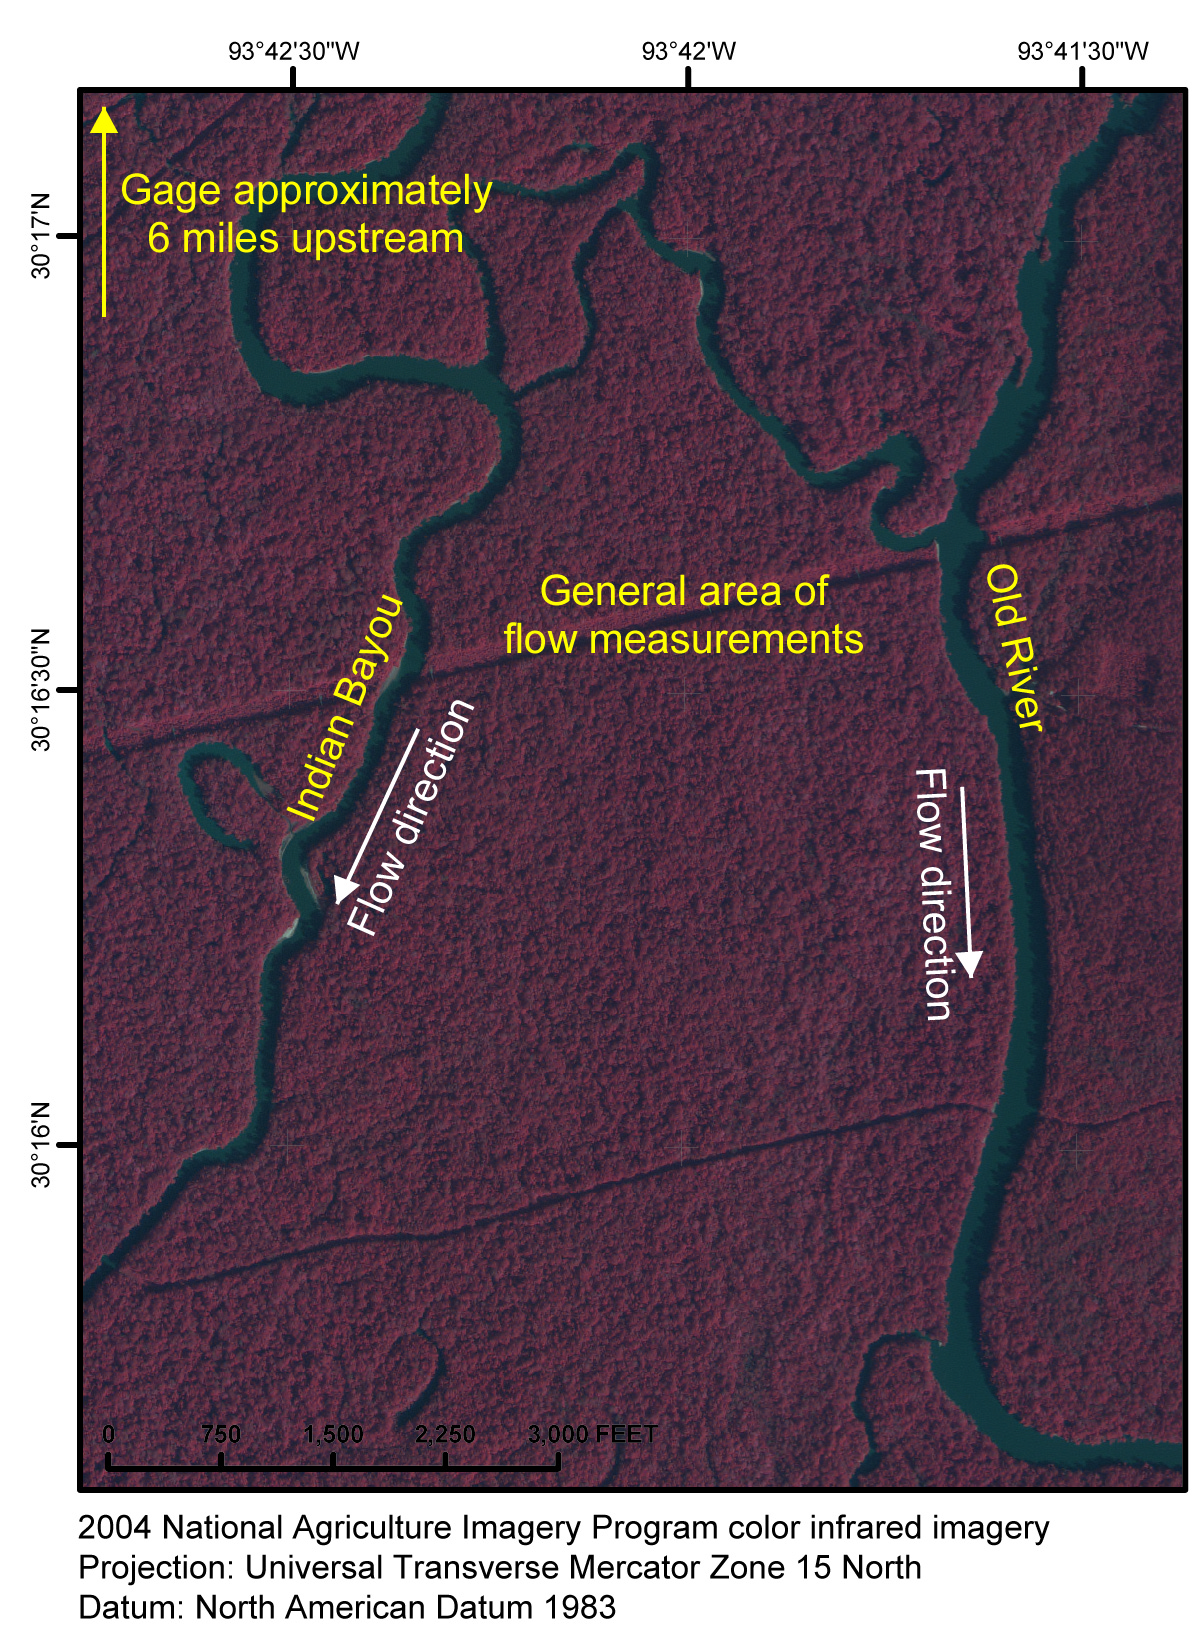 93°42'30"W
93°42'W
93°41'30"W
30°17'N
30°16'30"N
30°16'N
Gage approximately
6 miles upstream
General area of
flow measurements
Old River
Indian Bayou
Flow direction
Flow direction
0 750 1,500 2,250 3,000 FEET
2004 National Agriculture Imagery Program color infrared imagery
Projection: Universal Transverse Mercator Zone 15 North
Datum: North American Datum 1983